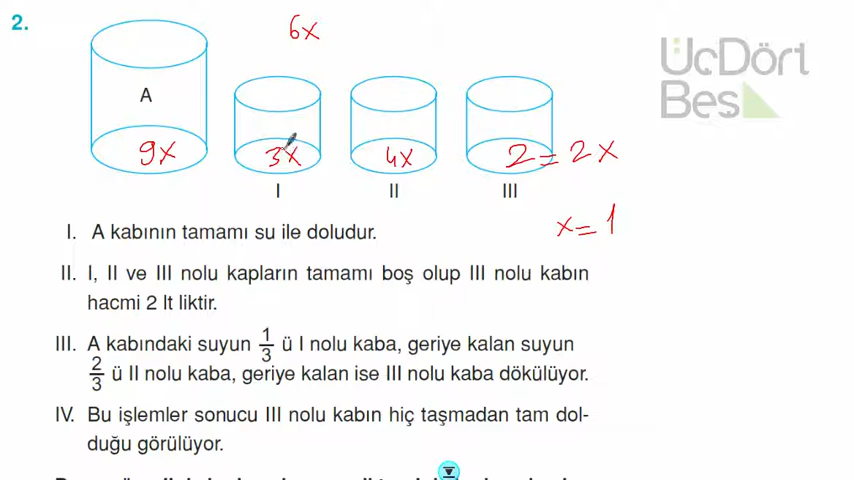 2.
6x
ÜçDört
Beş
A
9x
3x
4x
2 = 2x
I
II
III
x = 1
I. A kabının tamamı su ile doludur.
II. I, II ve III nolu kapların tamamı boş olup III nolu kabın
hacmi 2 lt liktir.
III. A kabındaki suyun 1/3 ü I nolu kaba, geriye kalan suyun
2/3 ü II nolu kaba, geriye kalan ise III nolu kaba dökülüyor.
IV. Bu işlemler sonucu III nolu kabın hiç taşmadan tam dol-
duğu görülüyor.